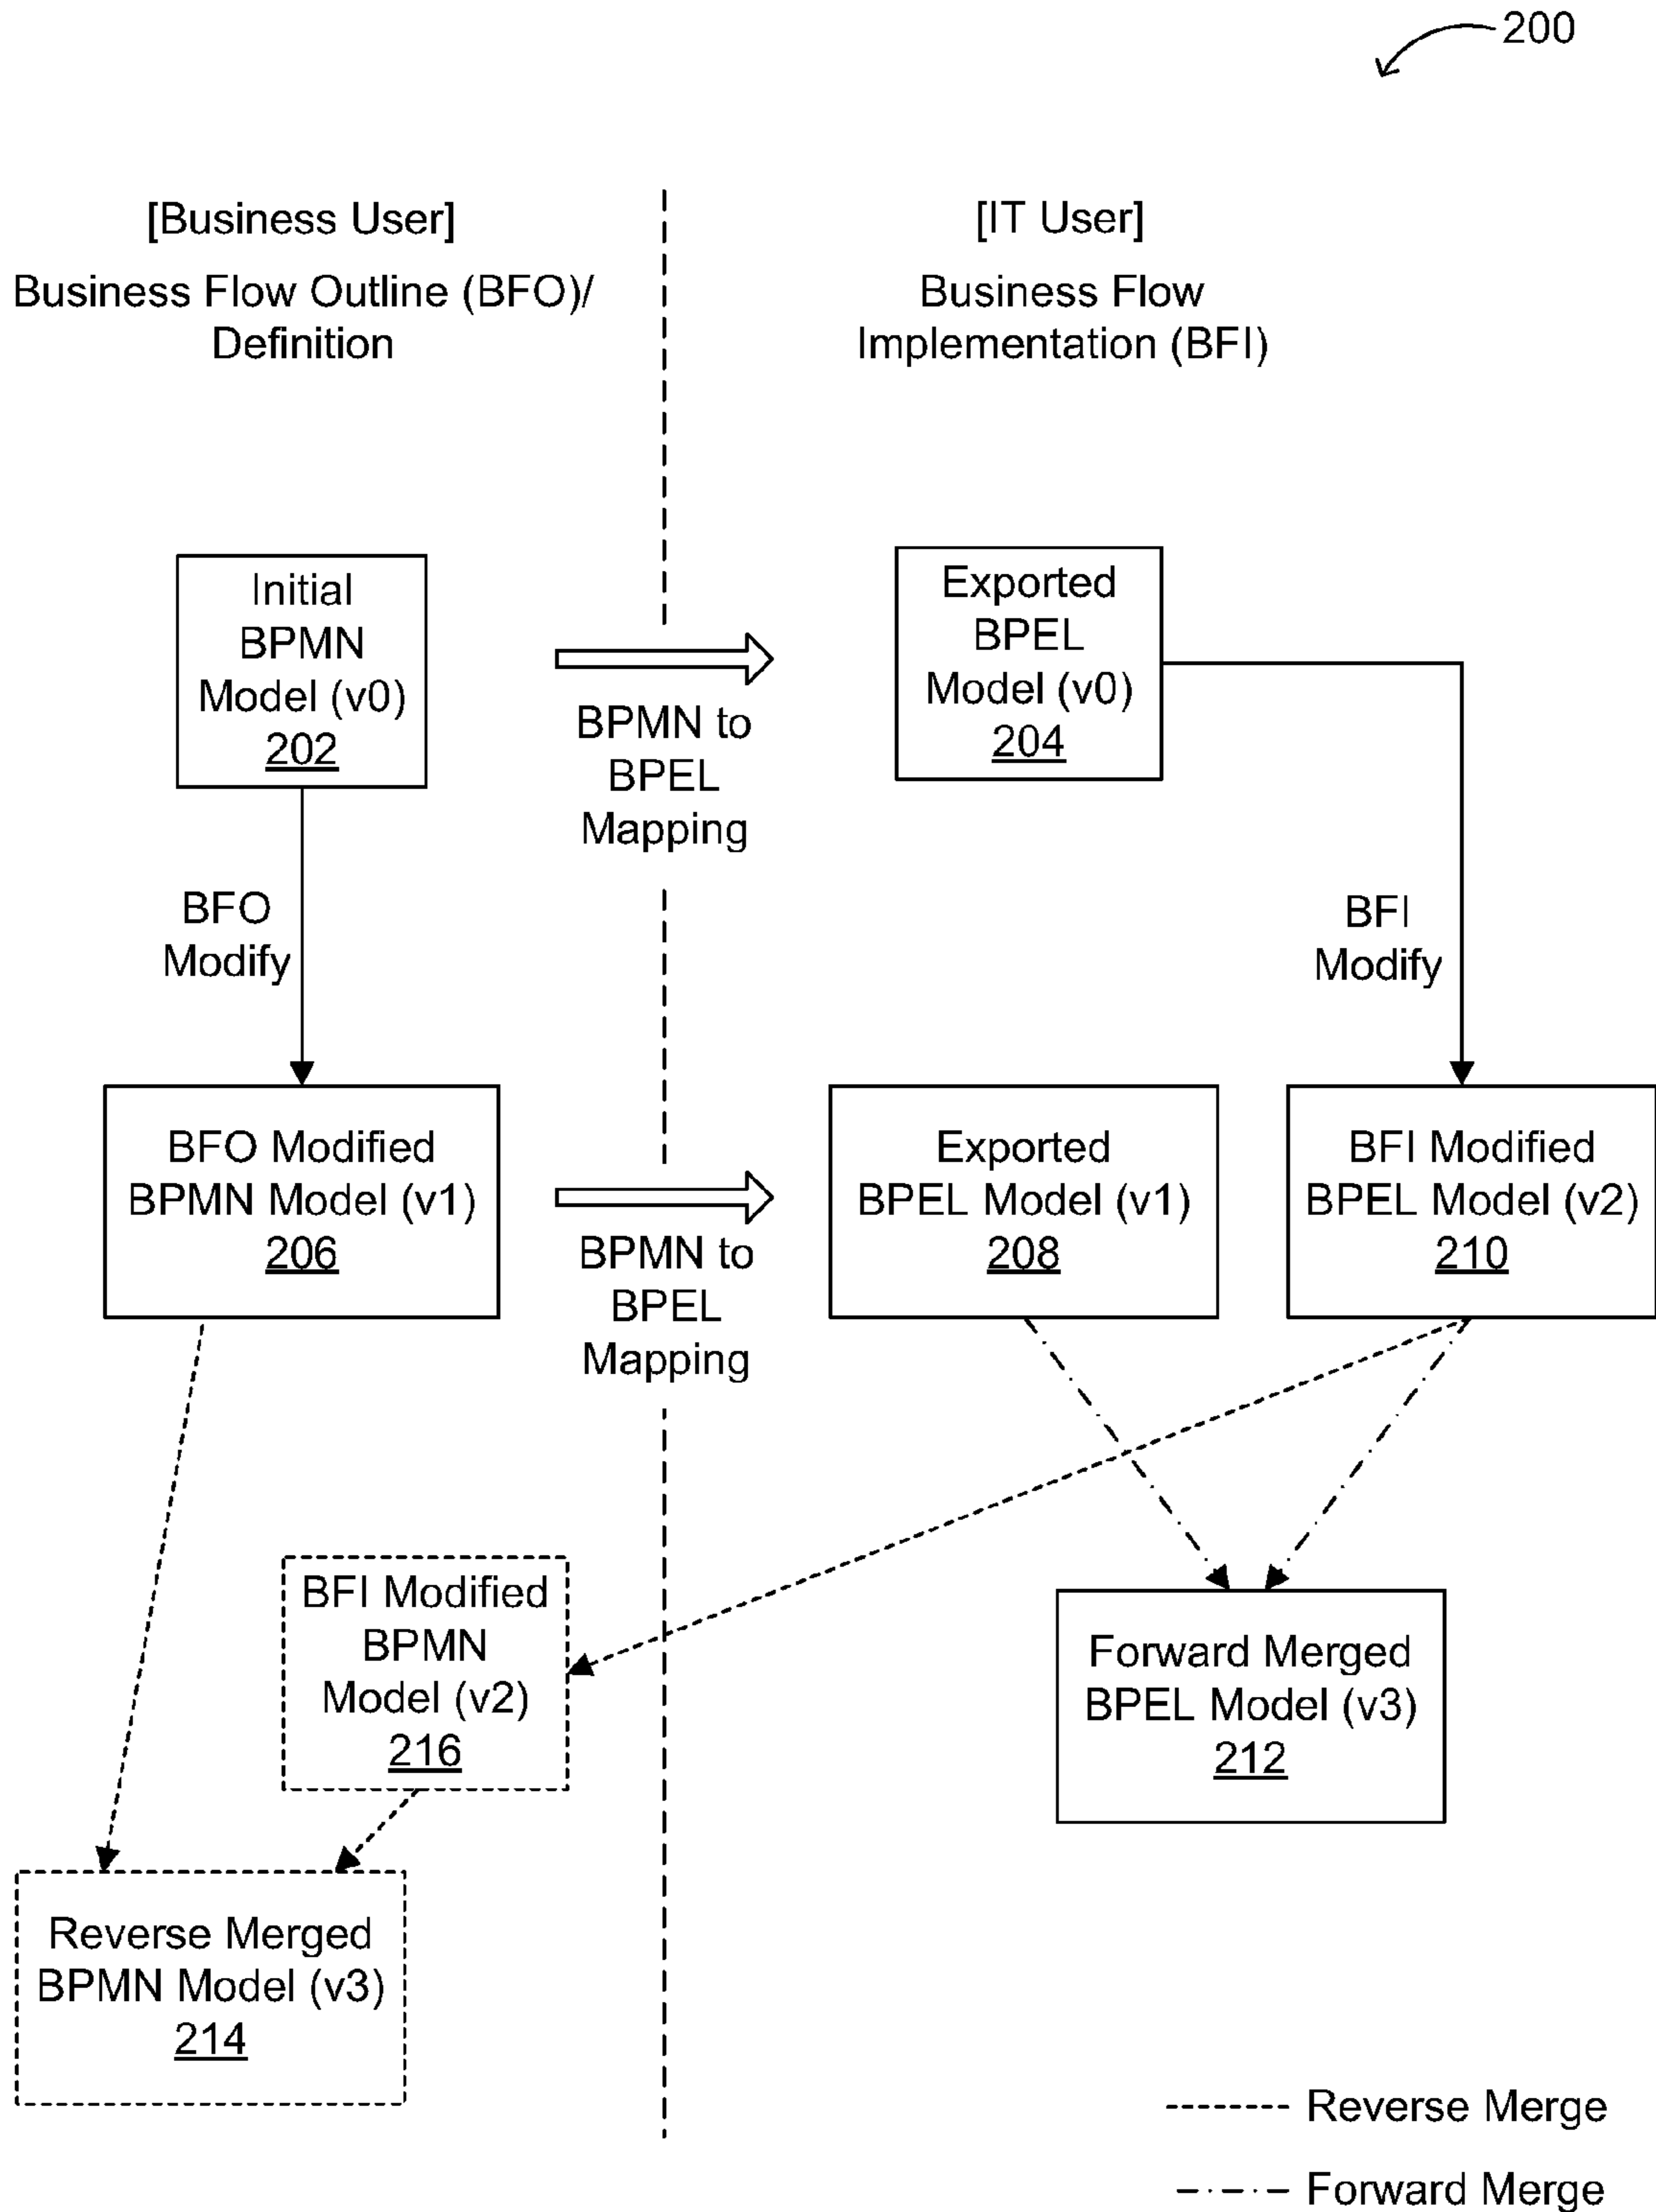 200
[Business User]
Business Flow Outline (BFO)/
Definition
[IT User]
Business Flow
Implementation (BFI)
Initial
BPMN
Model (v0)
202
BPMN to
BPEL
Mapping
Exported
BPEL
Model (v0)
204
BFO
Modify
BFI
Modify
BFO Modified
BPMN Model (v1)
206
BPMN to
BPEL
Mapping
Exported
BPEL Model (v1)
208
BFI Modified
BPEL Model (v2)
210
BFI Modified
BPMN
Model (v2)
216
Forward Merged
BPEL Model (v3)
212
Reverse Merged
BPMN Model (v3)
214
Reverse Merge
Forward Merge